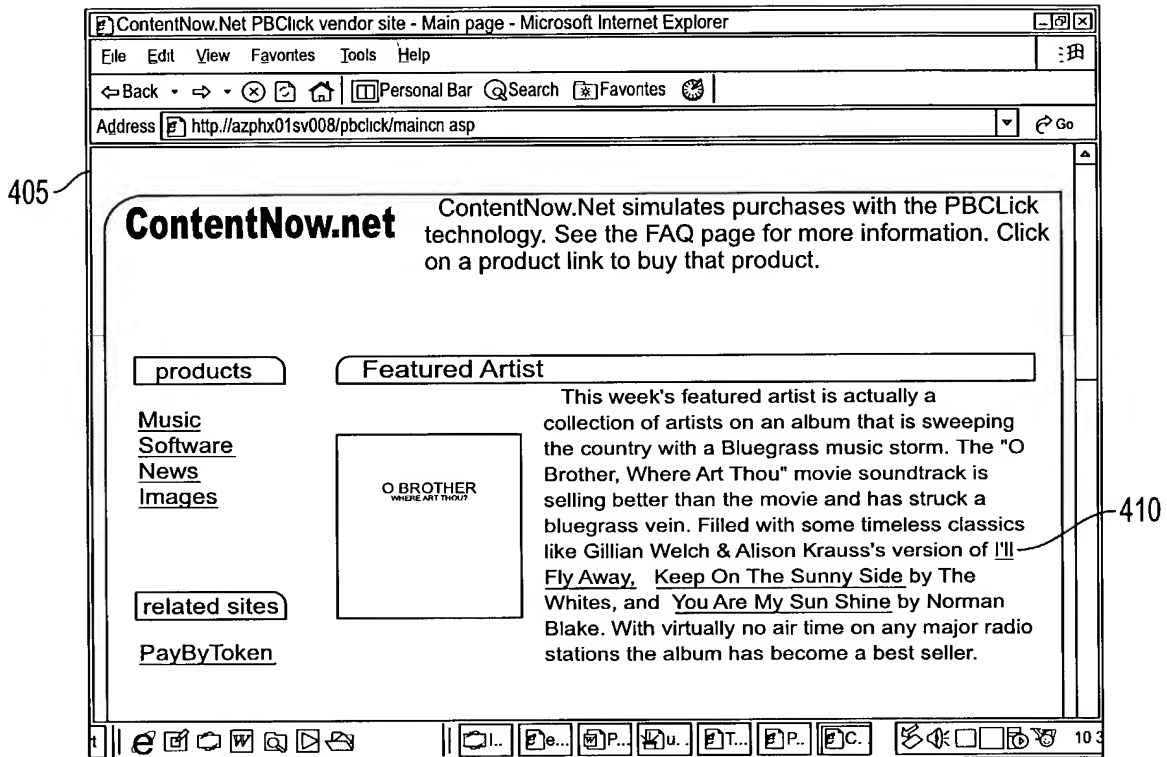 ContentNow.Net PBClick vendor site - Main page - Microsoft Internet Explorer
File Edit View Favorites Tools Help
Back Personal Bar Search Favorites
Address http://azphx01sv008/pbclick/maincn asp Go
405
ContentNow.net
ContentNow.Net simulates purchases with the PBCLick
technology. See the FAQ page for more information. Click
on a product link to buy that product.
products
Music
Software
News
Images
related sites
PayByToken
Featured Artist
O BROTHER
WHERE ART THOU?
This week's featured artist is actually a
collection of artists on an album that is sweeping
the country with a Bluegrass music storm. The "O
Brother, Where Art Thou" movie soundtrack is
selling better than the movie and has struck a
bluegrass vein. Filled with some timeless classics
like Gillian Welch & Alison Krauss's version of I'll
Fly Away, Keep On The Sunny Side by The
Whites, and You Are My Sun Shine by Norman
Blake. With virtually no air time on any major radio
stations the album has become a best seller.
410
t W I.. e... P... u.. T... P.. C. 10 3